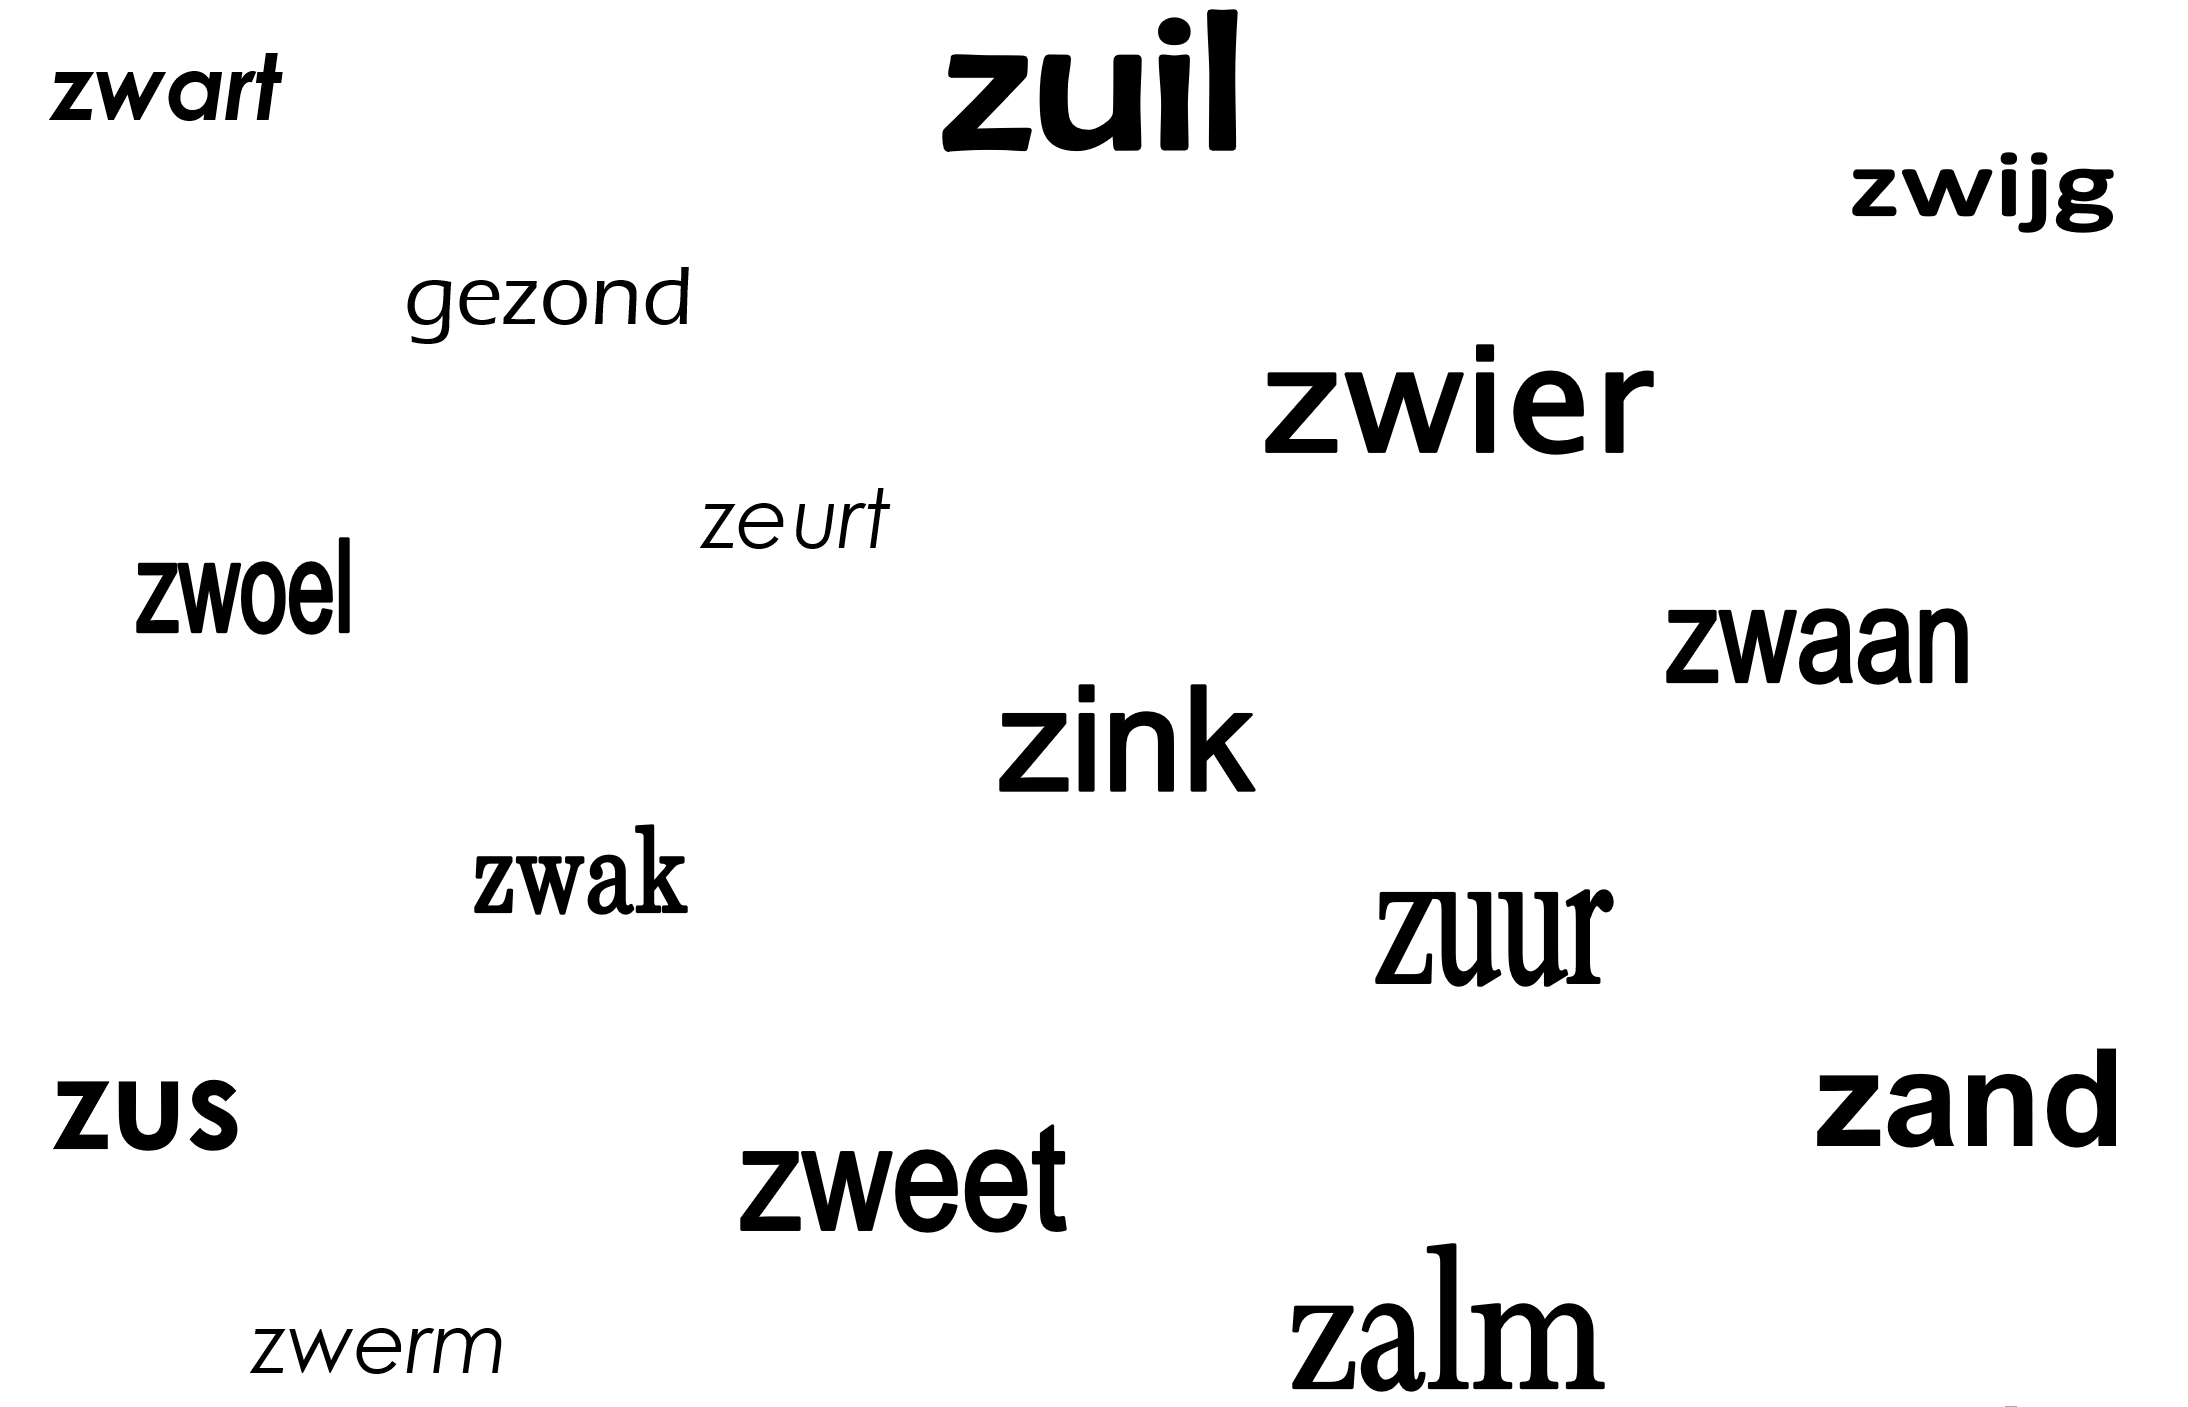 zwart
zuil
zwijg
gezond
zwier
zeurt
zwoel
zwaan
zink
zwak
zuur
zus
zand
zweet
zalm
zwerm